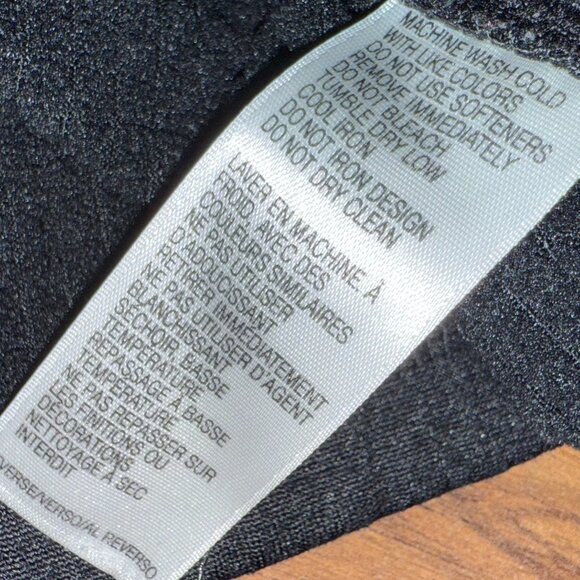 MACHINE WASH COLD
WITH LIKE COLORS
DO NOT USE SOFTENERS
REMOVE IMMEDIATELY
DO NOT BLEACH
TUMBLE DRY LOW
COOL IRON
DO NOT IRON DESIGN
DO NOT DRY CLEAN
LAVER EN MACHINE, À
FROID, AVEC DES
COULEURS SIMILAIRES
NE PAS UTILISER
D'ADOUCISSANT
RETIRER IMMEDIATEMENT
NE PAS UTILISER D'AGENT
BLANCHISSANT
SÉCHOIR, BASSE
TEMPÉRATURE
REPASSAGE À BASSE
TEMPÉRATURE
NE PAS REPASSER SUR
LES FINITIONS OU
DÉCORATIONS
NETTOYAGE À SEC
INTERDIT
VERSE/VERSO/AL REVERSO